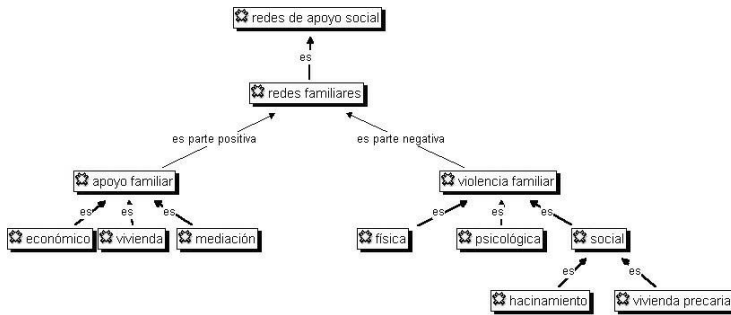 redes de apoyo social
es
redes familiares
es parte positiva
es parte negativa
apoyo familiar
violencia familiar
es
es
es
es
es
es
económico
vivienda
mediación
física
psicológica
social
es
es
hacinamiento
vivienda precaria